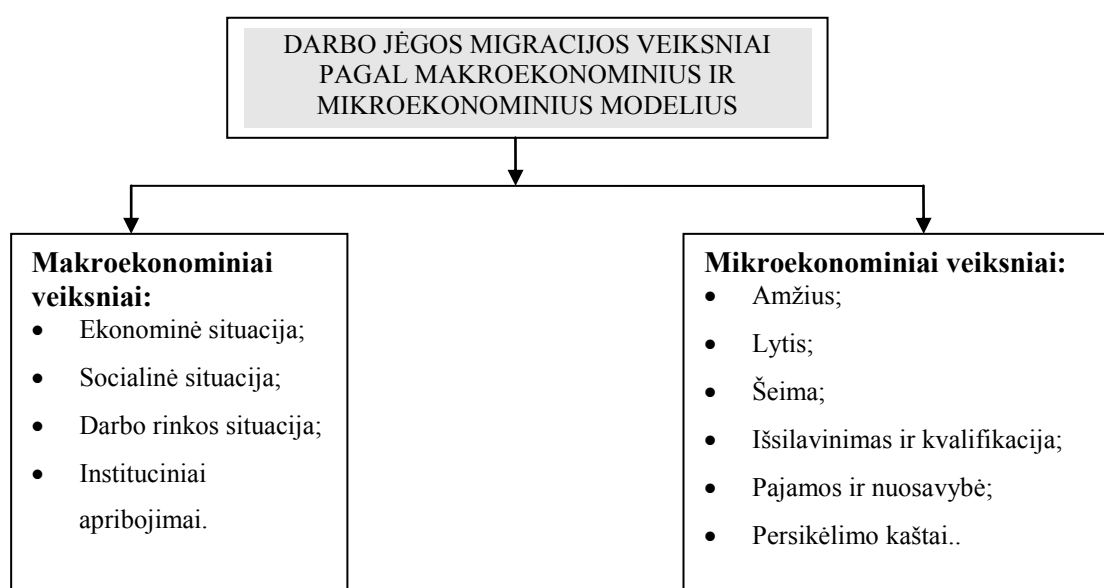 DARBO JĖGOS MIGRACIJOS VEIKSNIAI
PAGAL MAKROEKONOMINIUS IR
MIKROEKONOMINIUS MODELIUS
Makroekonominiai
veiksniai:
• Ekonominė situacija;
• Socialinė situacija;
• Darbo rinkos situacija;
• Instituciniai
apribojimai.
Mikroekonominiai veiksniai:
• Amžius;
• Lytis;
• Šeima;
• Išsilavinimas ir kvalifikacija;
• Pajamos ir nuosavybė;
• Persikėlimo kaštai..